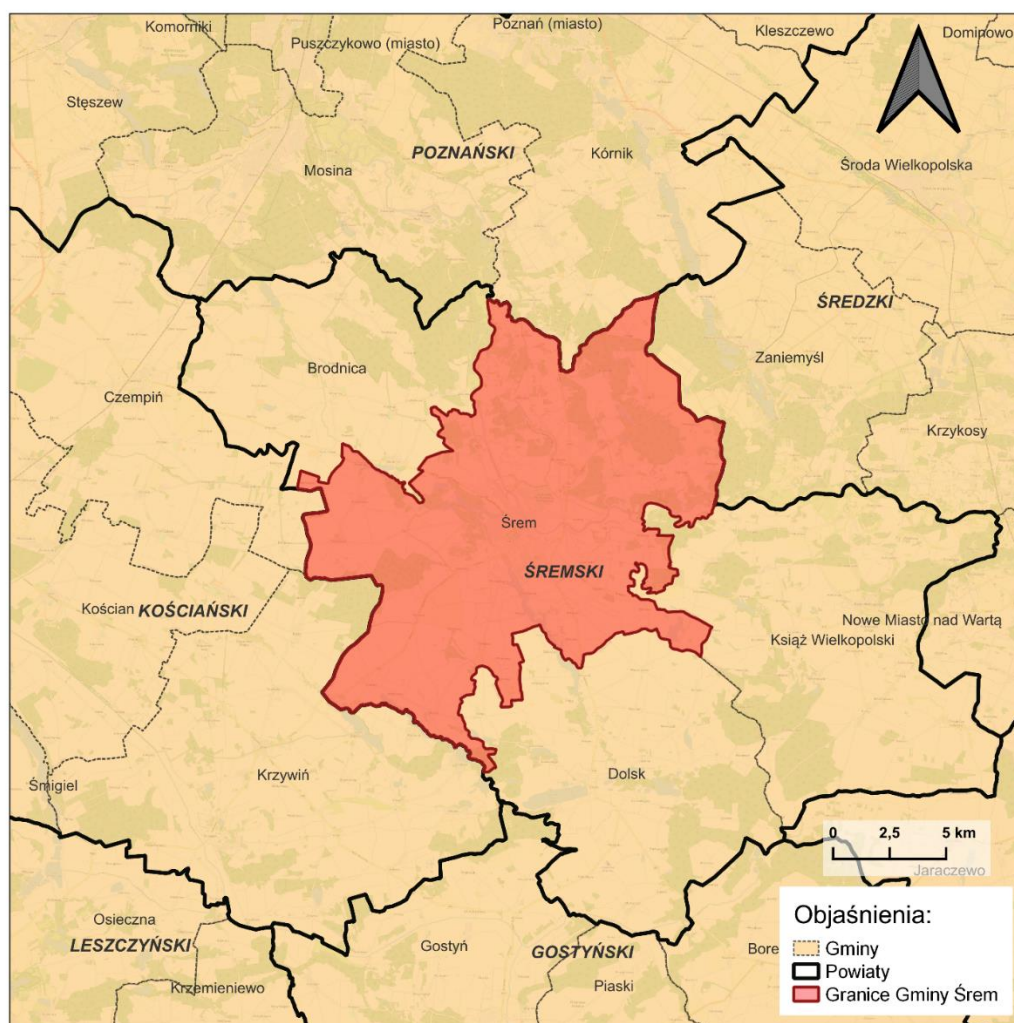 Komorniki
Puszczykowo (miasto)
Poznań (miasto)
Kleszczewo
Dominowo
Stęszew
Mosina
POZNAŃSKI
Kórnik
Środa Wielkopolska
ŚREDZKI
Brodnica
Zaniemyśl
Czempiń
Krzykosy
Śrem
ŚREMSKI
Kościan
KOŚCIAŃSKI
Nowe Miasto nad Wartą
Książ Wielkopolski
Krzywiń
Dolsk
Śmigiel
0 2,5 5 km
Jaraczewo
Osieczna
LESZCZYŃSKI
Gostyń
GOSTYŃSKI
Bore
Krzemieniewo
Piaski
Objaśnienia:
Gminy
Powiaty
Granice Gminy Śrem